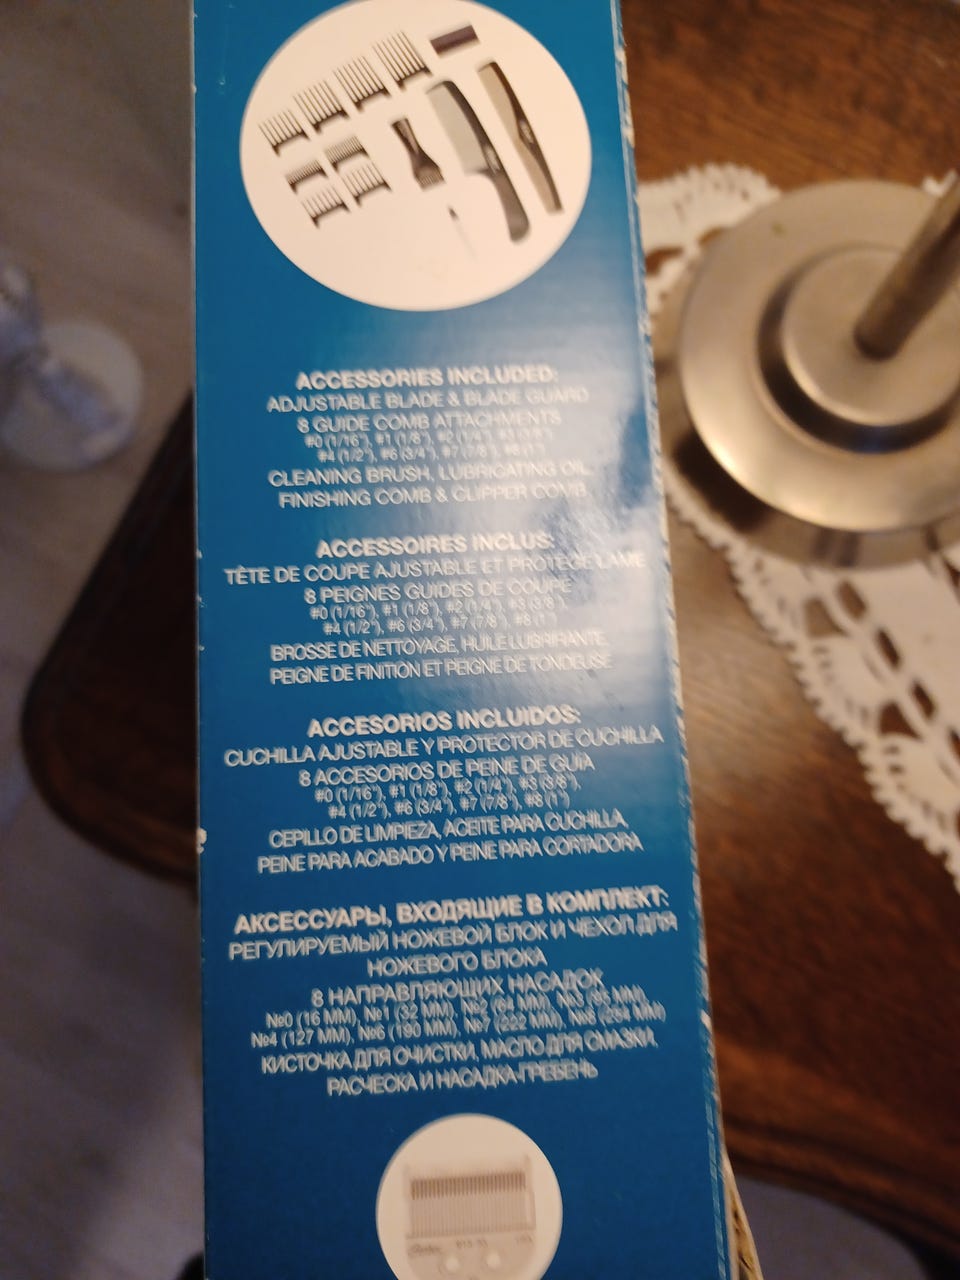 ACCESSORIES INCLUDED:
ADJUSTABLE BLADE & BLADE GUARD
8 GUIDE COMB ATTACHMENTS
#0 (1/16"), #1 (1/8"), #2 (1/4"), #3 (3/8"),
#4 (1/2"), #6 (3/4"), #7 (7/8"), #8 (1")
CLEANING BRUSH, LUBRICATING OIL,
FINISHING COMB & CLIPPER COMB
ACCESSOIRES INCLUS:
TÊTE DE COUPE AJUSTABLE ET PROTÈGE LAME
8 PEIGNES GUIDES DE COUPE
#0 (1/16"), #1 (1/8"), #2 (1/4"), #3 (3/8"),
#4 (1/2"), #6 (3/4"), #7 (7/8"), #8 (1")
BROSSE DE NETTOYAGE, HUILE LUBRIFIANTE,
PEIGNE DE FINITION ET PEIGNE DE TONDEUSE
ACCESORIOS INCLUIDOS:
CUCHILLA AJUSTABLE Y PROTECTOR DE CUCHILLA
8 ACCESORIOS DE PEINE DE GUÍA
#0 (1/16"), #1 (1/8"), #2 (1/4"), #3 (3/8"),
#4 (1/2"), #6 (3/4"), #7 (7/8"), #8 (1")
CEPILLO DE LIMPIEZA, ACEITE PARA CUCHILLA,
PEINE PARA ACABADO Y PEINE PARA CORTADORA
АКСЕССУАРЫ, ВХОДЯЩИЕ В КОМПЛЕКТ:
РЕГУЛИРУЕМЫЙ НОЖЕВОЙ БЛОК И ЧЕХОЛ ДЛЯ
НОЖЕВОГО БЛОКА
8 НАПРАВЛЯЮЩИХ НАСАДОК
№0 (16 ММ), №1 (32 ММ), №2 (64 ММ), №3 (95 ММ),
№4 (127 ММ), №6 (190 ММ), №7 (222 ММ), №8 (254 ММ)
КИСТОЧКА ДЛЯ ОЧИСТКИ, МАСЛО ДЛЯ СМАЗКИ,
РАСЧЕСКА И НАСАДКА-ГРЕБЕНЬ